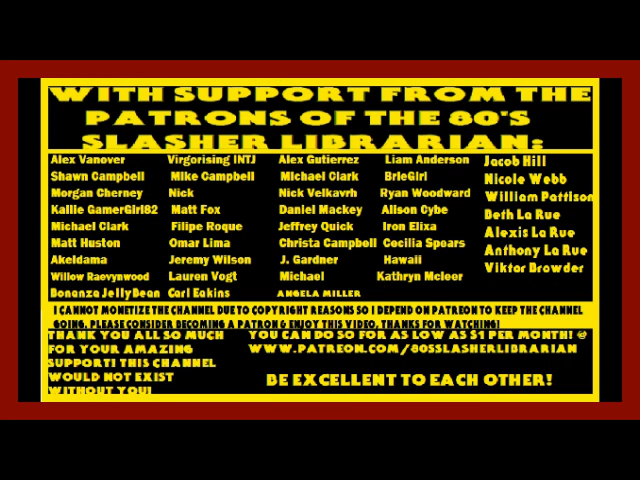 WITH SUPPORT FROM THE
PATRONS OF THE 80'S
SLASHER LIBRARIAN:
Alex Vanover Virgorising INTJ Alex Gutierrez Liam Anderson Jacob Hill
Shawn Campbell Mike Campbell Michael Clark BrieGirl Nicole Webb
Morgan Cherney Nick Nick Velkavrh Ryan Woodward William Pattison
Kallie GamerGirl82 Matt Fox Daniel Mackey Alison Cybe Beth La Rue
Michael Clark Filipe Roque Jeffrey Quick Iron Elixa Alexis La Rue
Matt Huston Omar Lima Christa Campbell Cecilia Spears Anthony La Rue
Akeldama Jeremy Wilson J. Gardner Hawaii Viktor Browder
Willow Raevynwood Lauren Vogt Michael Kathryn Mcleer
Bonanza JellyBean Carl Eakins ANGELA MILLER
I CANNOT MONETIZE THE CHANNEL DUE TO COPYRIGHT REASONS SO I DEPEND ON PATREON TO KEEP THE CHANNEL
GOING. PLEASE CONSIDER BECOMING A PATRON & ENJOY THIS VIDEO. THANKS FOR WATCHING!
THANK YOU ALL SO MUCH YOU CAN DO SO FOR AS LOW AS $1 PER MONTH! @
FOR YOUR AMAZING WWW.PATREON.COM/80SSLASHERLIBRARIAN
SUPPORT! THIS CHANNEL
WOULD NOT EXIST BE EXCELLENT TO EACH OTHER!
WITHOUT YOU!